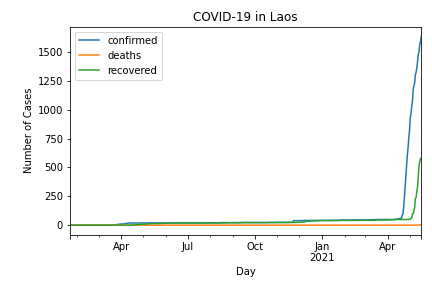 COVID-19 in Laos
confirmed
deaths
recovered
1500
1250
1000
750
500
250
0
Number of Cases
Apr
Jul
Oct
Jan
2021
Apr
Day